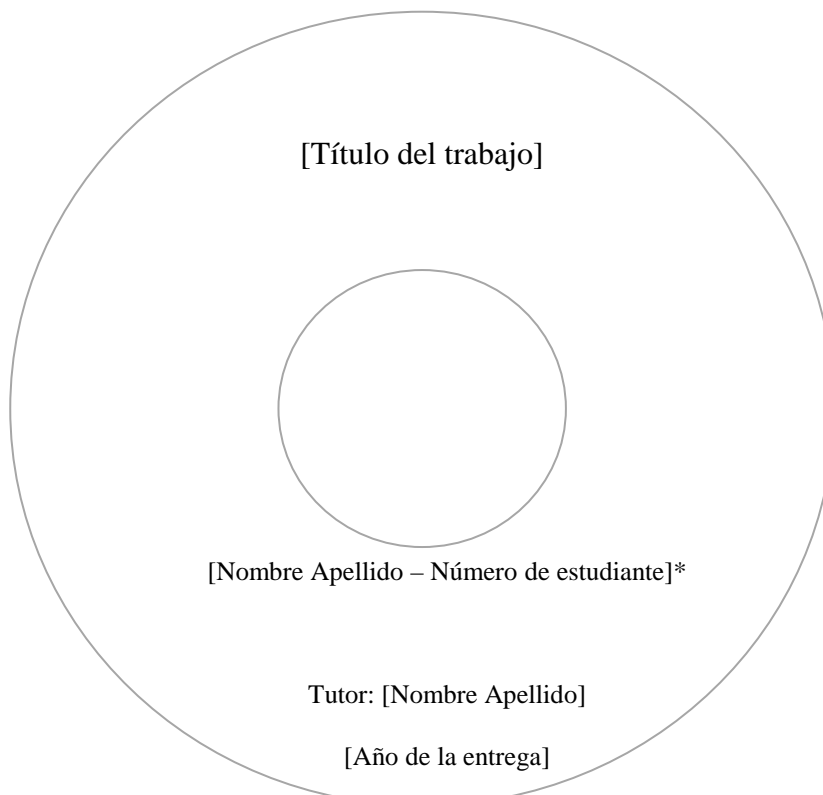 [Título del trabajo]
[Nombre Apellido – Número de estudiante]*
Tutor: [Nombre Apellido]
[Año de la entrega]